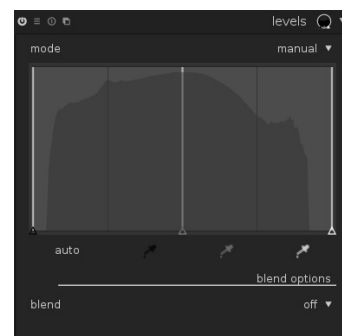 levels
mode manual
auto
blend options
blend off